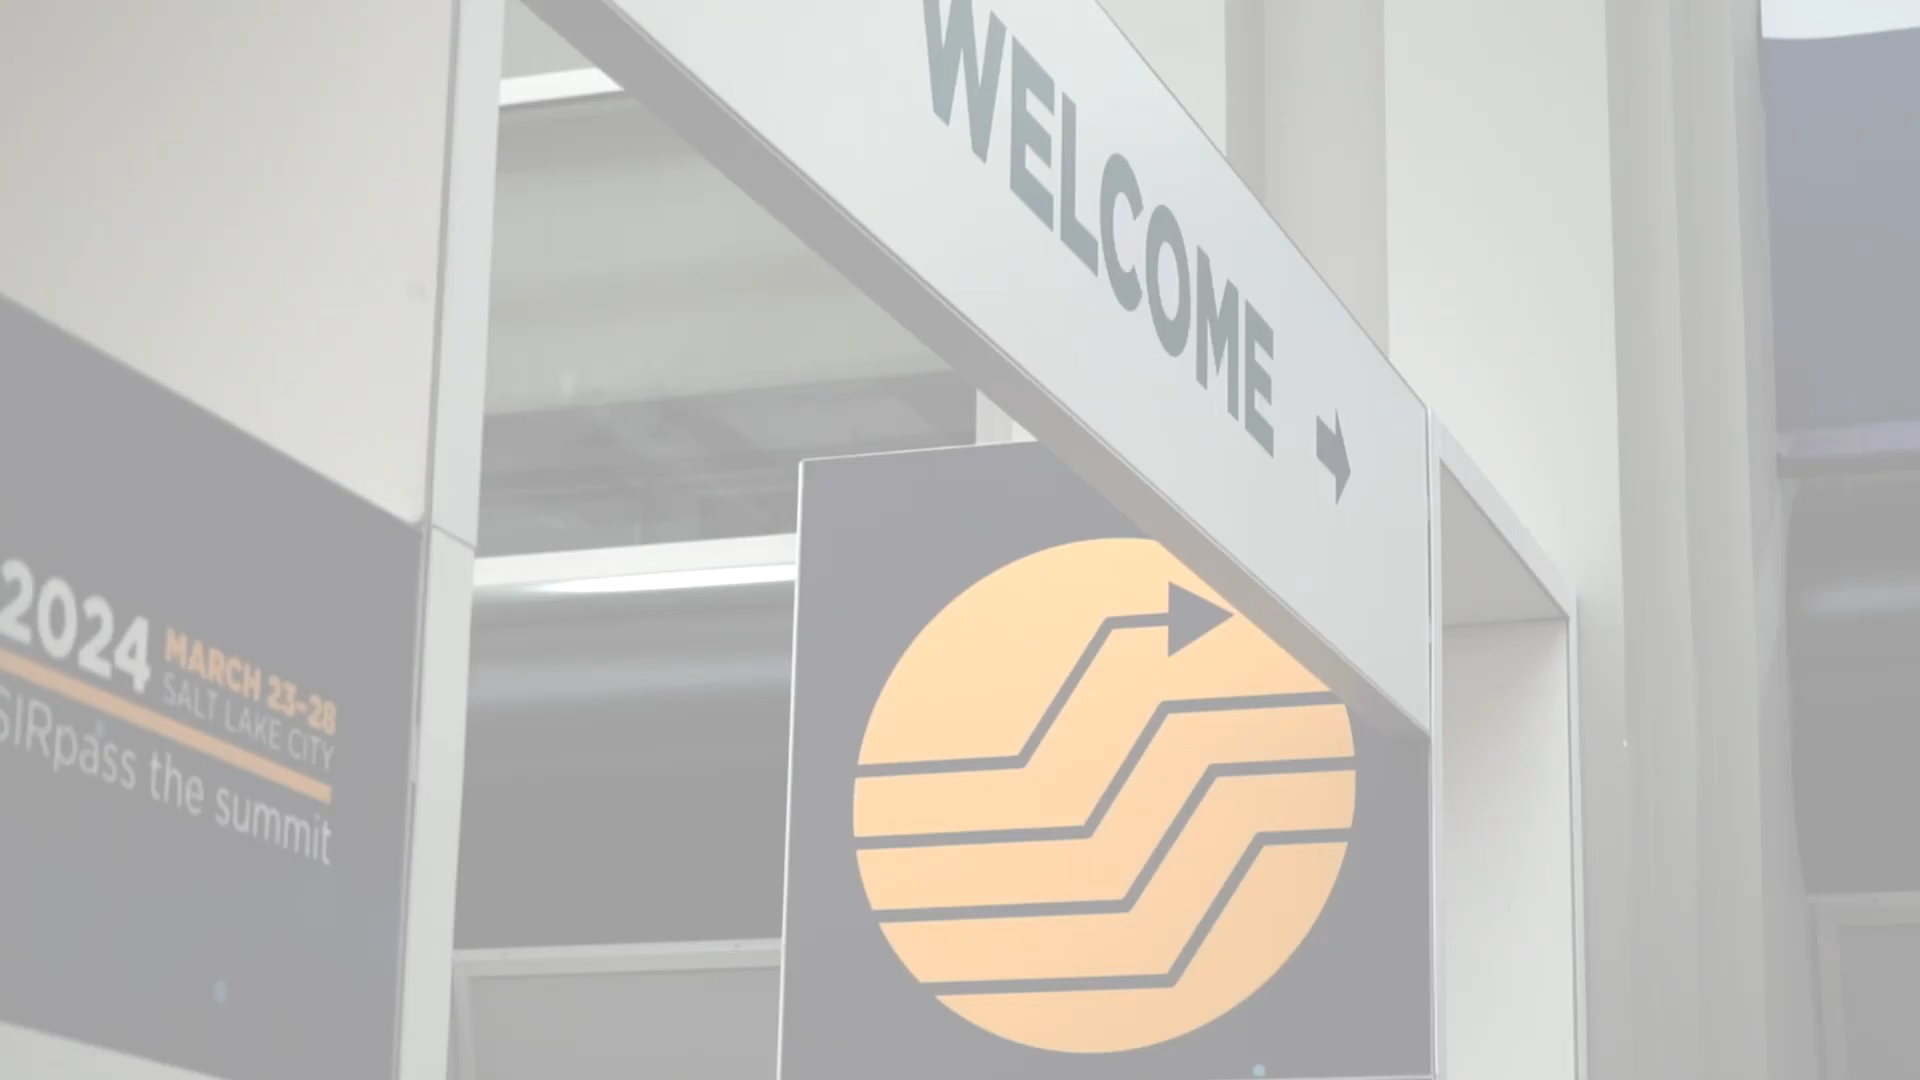 WELCOME
2024
MARCH 23-28
SALT LAKE CITY
SIRpass the summit